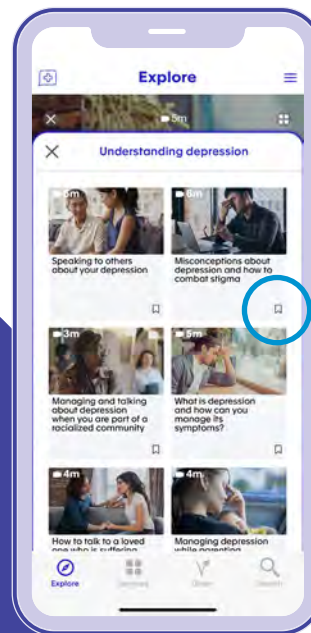 Explore
5m
Understanding depression
5m
6m
Speaking to others
about your depression
Misconceptions about
depression and how to
combat stigma
3m
5m
Managing and talking
about depression
when you are part of a
racialized community
What is depression
and how can you
manage its
symptoms?
4m
4m
How to talk to a loved
one who is suffering
Managing depression
while parenting
Explore
Search